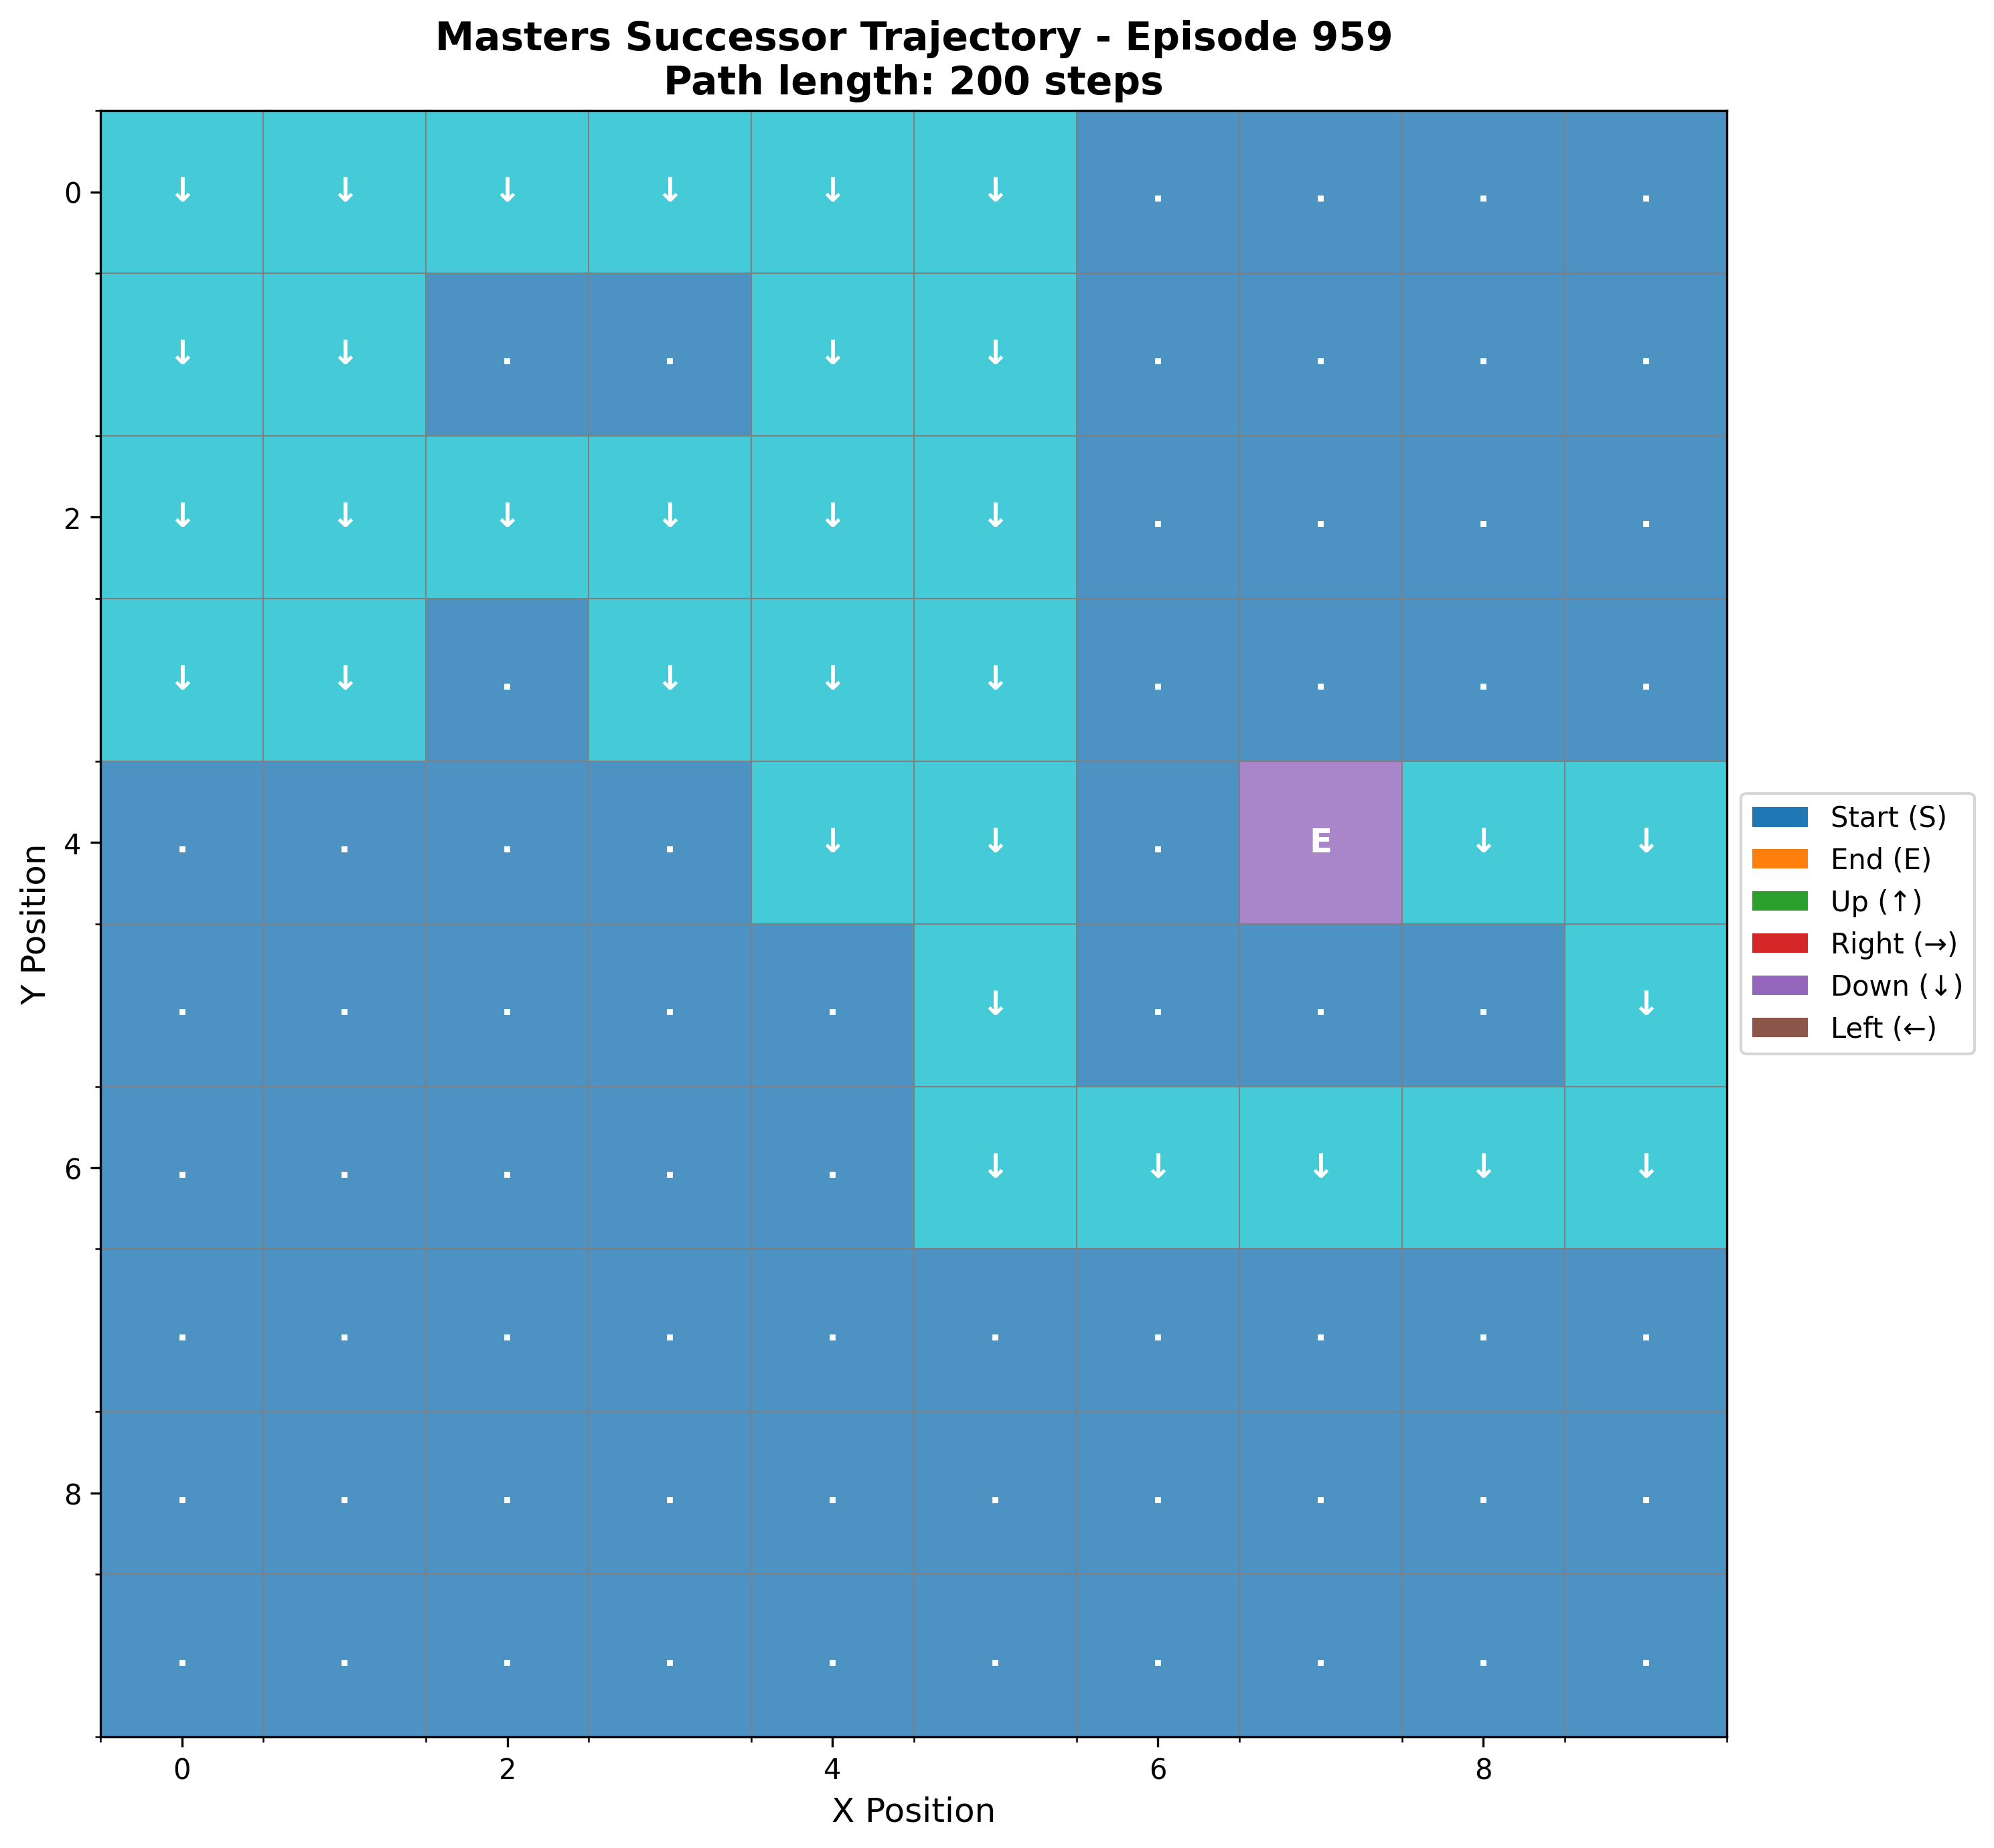 Masters Successor Trajectory - Episode 959
Path length: 200 steps
0 ↓ ↓ ↓ ↓ ↓ ↓ . . . .
↓ ↓ . . ↓ ↓ . . . .
2 ↓ ↓ ↓ ↓ ↓ ↓ . . . .
↓ ↓ . ↓ ↓ ↓ . . . .
4 . . . . ↓ ↓ . E ↓ ↓
. . . . . ↓ . . . ↓
6 . . . . . ↓ ↓ ↓ ↓ ↓
. . . . . . . . . .
8 . . . . . . . . . .
. . . . . . . . . .
0 2 4 6 8
X Position
Y Position
Start (S)
End (E)
Up (↑)
Right (→)
Down (↓)
Left (←)